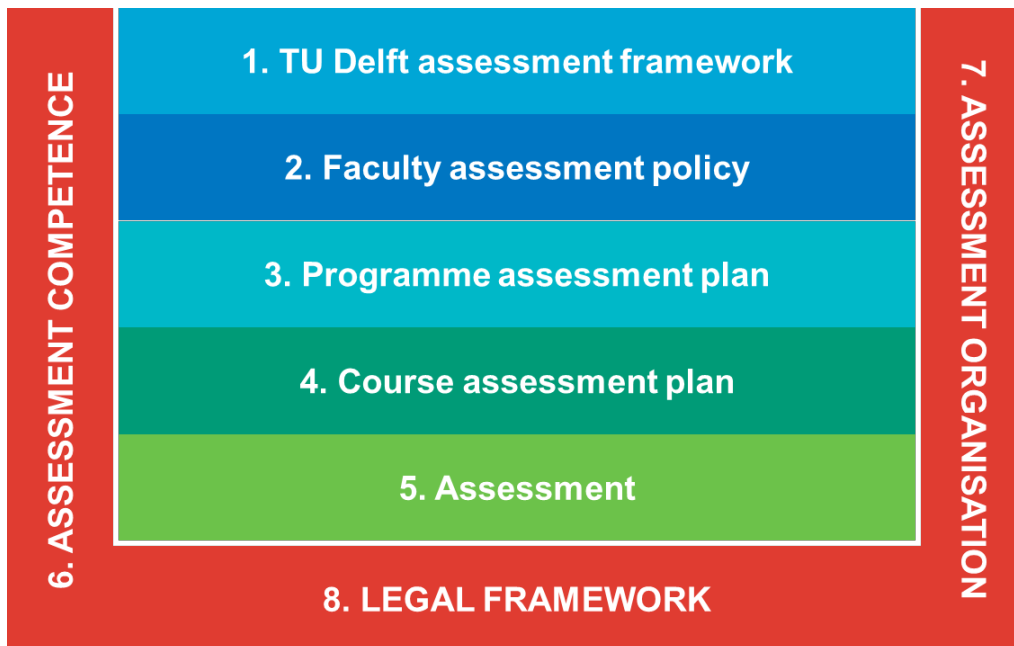 1. TU Delft assessment framework
2. Faculty assessment policy
3. Programme assessment plan
4. Course assessment plan
5. Assessment
6. ASSESSMENT COMPETENCE
7. ASSESSMENT ORGANISATION
8. LEGAL FRAMEWORK